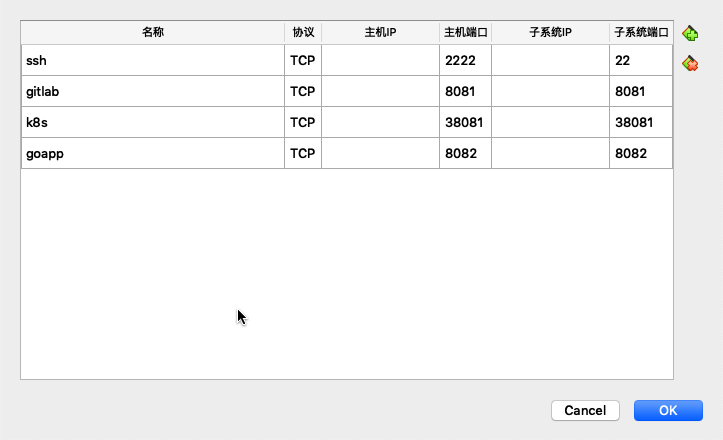 名称 协议 主机IP 主机端口 子系统IP 子系统端口
ssh TCP 2222 22
gitlab TCP 8081 8081
k8s TCP 38081 38081
goapp TCP 8082 8082
Cancel OK